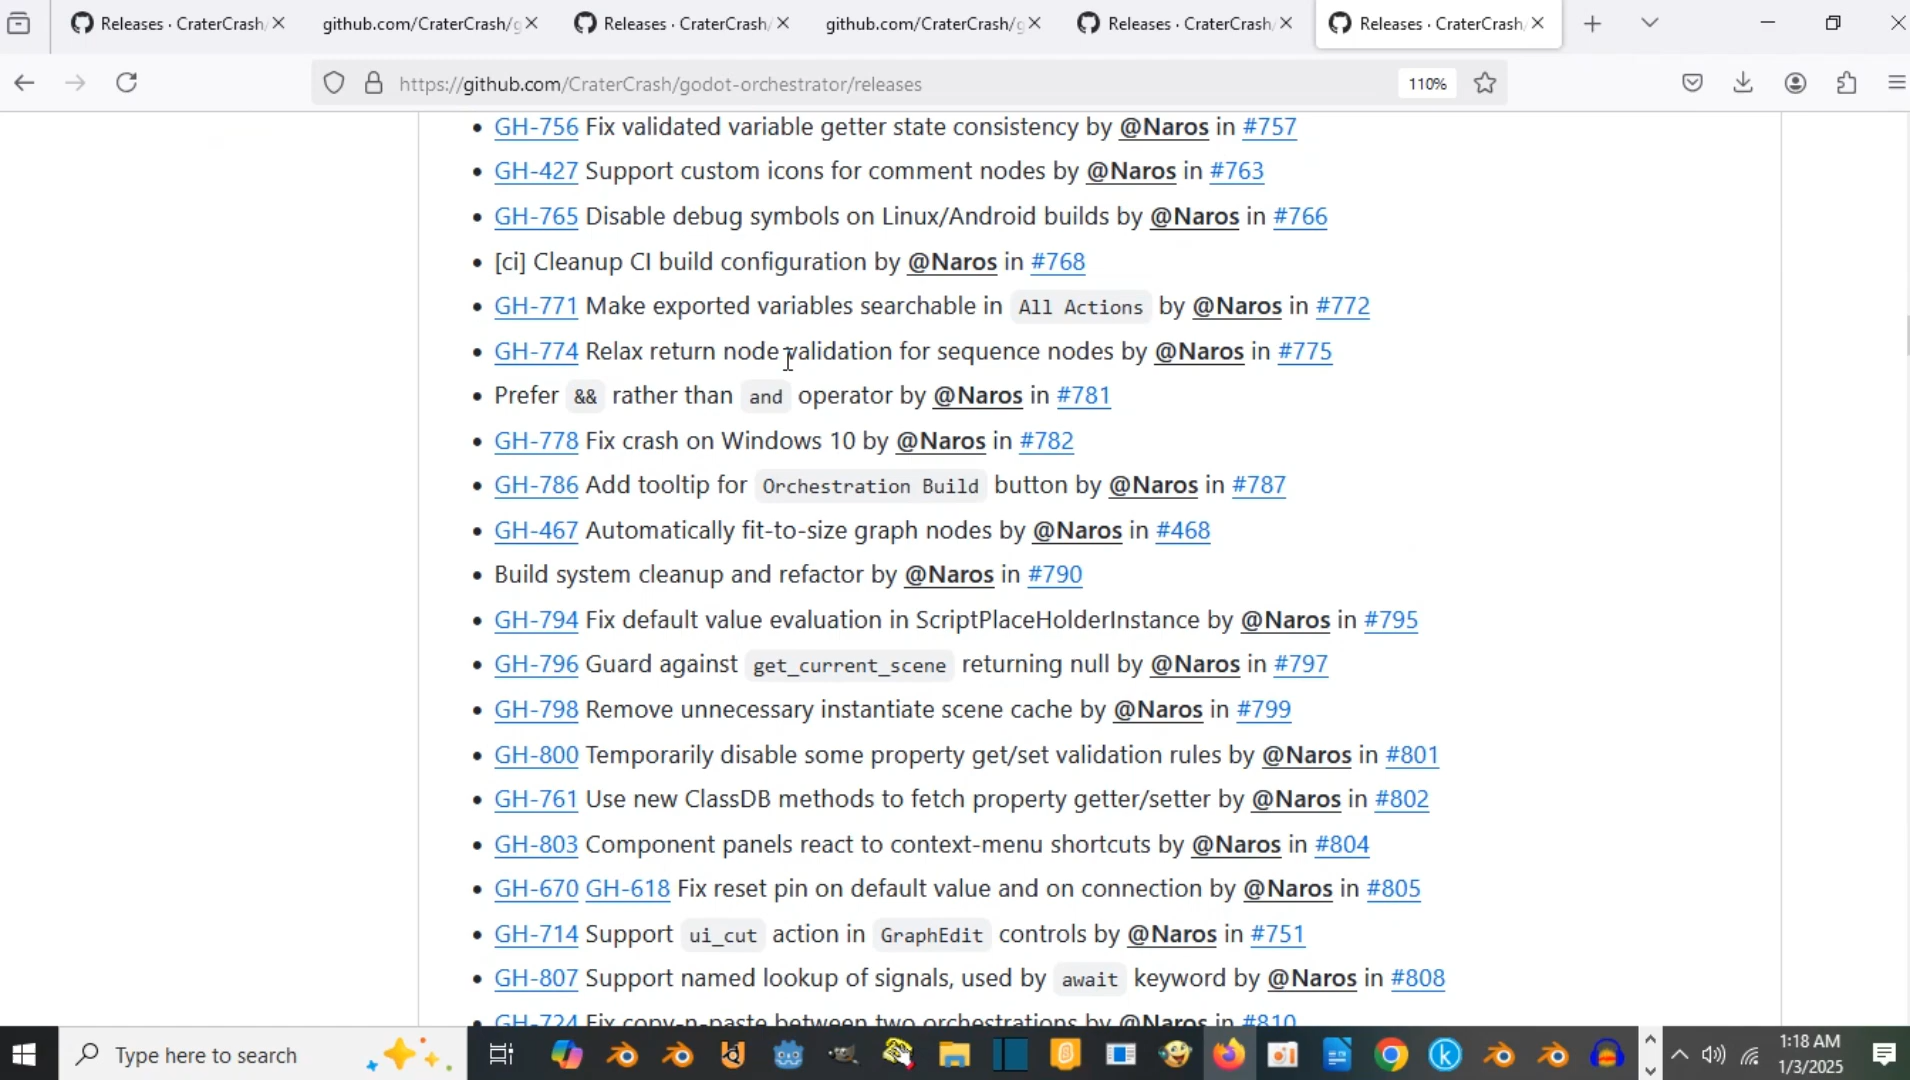 Releases · CraterCrash/
github.com/CraterCrash/g
Releases · CraterCrash/
github.com/CraterCrash/g
Releases · CraterCrash/
Releases · CraterCrash/
https://github.com/CraterCrash/godot-orchestrator/releases
110%
GH-756 Fix validated variable getter state consistency by @Naros in #757
GH-427 Support custom icons for comment nodes by @Naros in #763
GH-765 Disable debug symbols on Linux/Android builds by @Naros in #766
[ci] Cleanup CI build configuration by @Naros in #768
GH-771 Make exported variables searchable in All Actions by @Naros in #772
GH-774 Relax return node validation for sequence nodes by @Naros in #775
Prefer && rather than and operator by @Naros in #781
GH-778 Fix crash on Windows 10 by @Naros in #782
GH-786 Add tooltip for Orchestration Build button by @Naros in #787
GH-467 Automatically fit-to-size graph nodes by @Naros in #468
Build system cleanup and refactor by @Naros in #790
GH-794 Fix default value evaluation in ScriptPlaceHolderInstance by @Naros in #795
GH-796 Guard against get_current_scene returning null by @Naros in #797
GH-798 Remove unnecessary instantiate scene cache by @Naros in #799
GH-800 Temporarily disable some property get/set validation rules by @Naros in #801
GH-761 Use new ClassDB methods to fetch property getter/setter by @Naros in #802
GH-803 Component panels react to context-menu shortcuts by @Naros in #804
GH-670 GH-618 Fix reset pin on default value and on connection by @Naros in #805
GH-714 Support ui_cut action in GraphEdit controls by @Naros in #751
GH-807 Support named lookup of signals, used by await keyword by @Naros in #808
GH-724 Fix copy-n-paste between two orchestrations by @Naros in #810
Type here to search
1:18 AM
1/3/2025